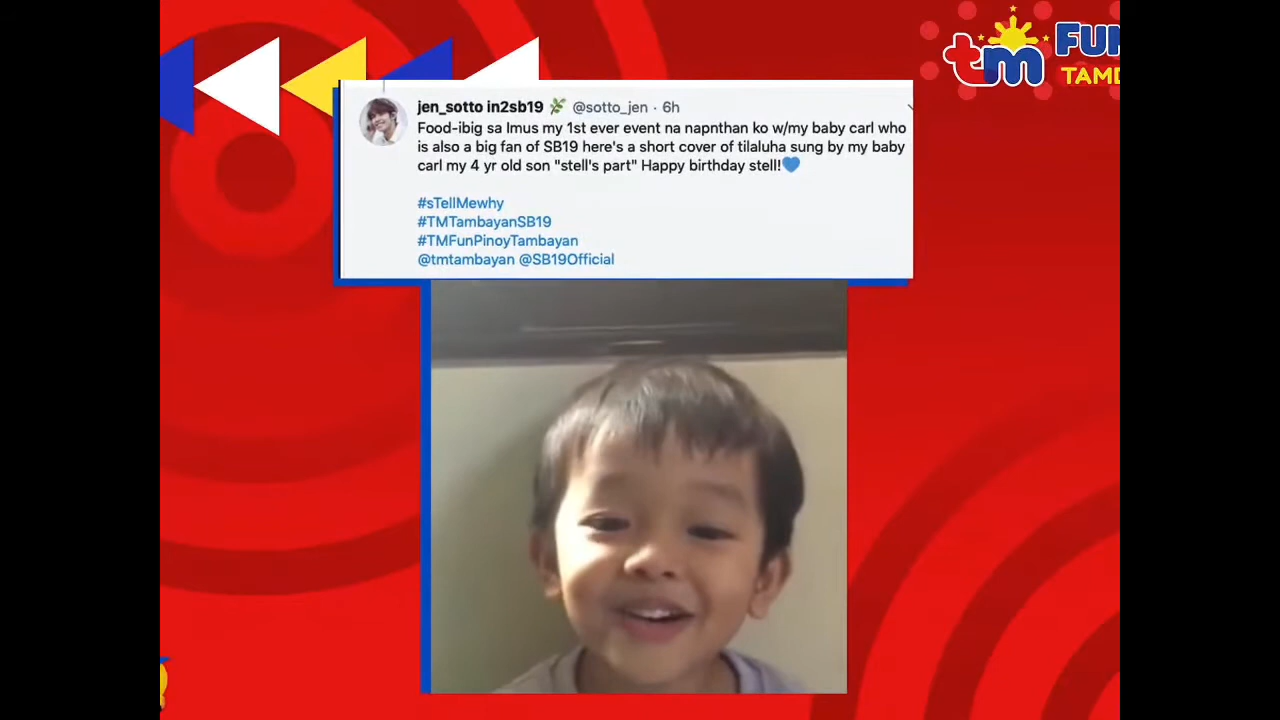 tm FUN
TAMB
jen_sotto in2sb19 🌿 @sotto_jen · 6h
Food-ibig sa Imus my 1st ever event na napnthan ko w/my baby carl who
is also a big fan of SB19 here's a short cover of tilaluha sung by my baby
carl my 4 yr old son "stell's part" Happy birthday stell!💙
#sTellMewhy
#TMTambayanSB19
#TMFunPinoyTambayan
@tmtambayan @SB19Official